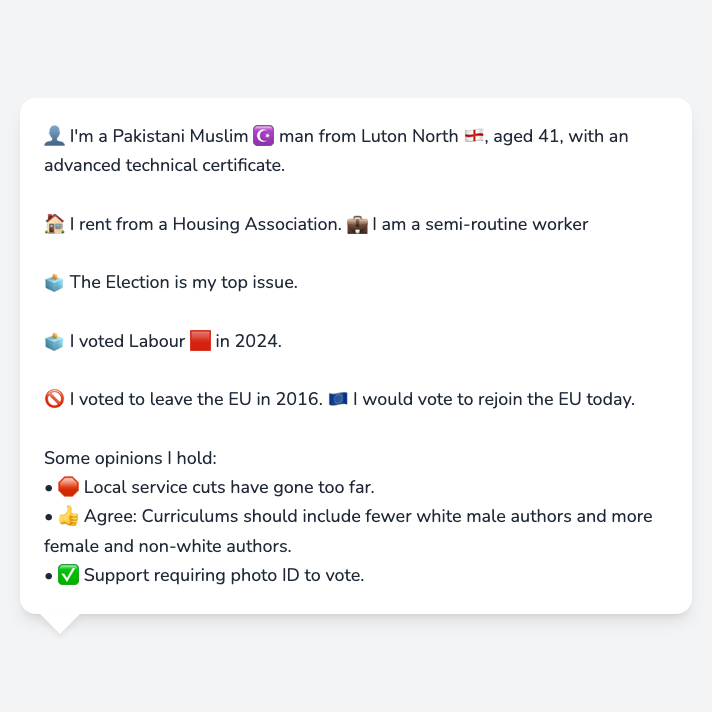 👤 I'm a Pakistani Muslim ☪️ man from Luton North 🏴󠁧󠁢󠁥󠁮󠁧󠁿, aged 41, with an
advanced technical certificate.
🏠 I rent from a Housing Association. 💼 I am a semi-routine worker
🗳️ The Election is my top issue.
🗳️ I voted Labour 🟥 in 2024.
🚫 I voted to leave the EU in 2016. 🇪🇺 I would vote to rejoin the EU today.
Some opinions I hold:
• 🛑 Local service cuts have gone too far.
• 👍 Agree: Curriculums should include fewer white male authors and more
female and non-white authors.
• ✅ Support requiring photo ID to vote.